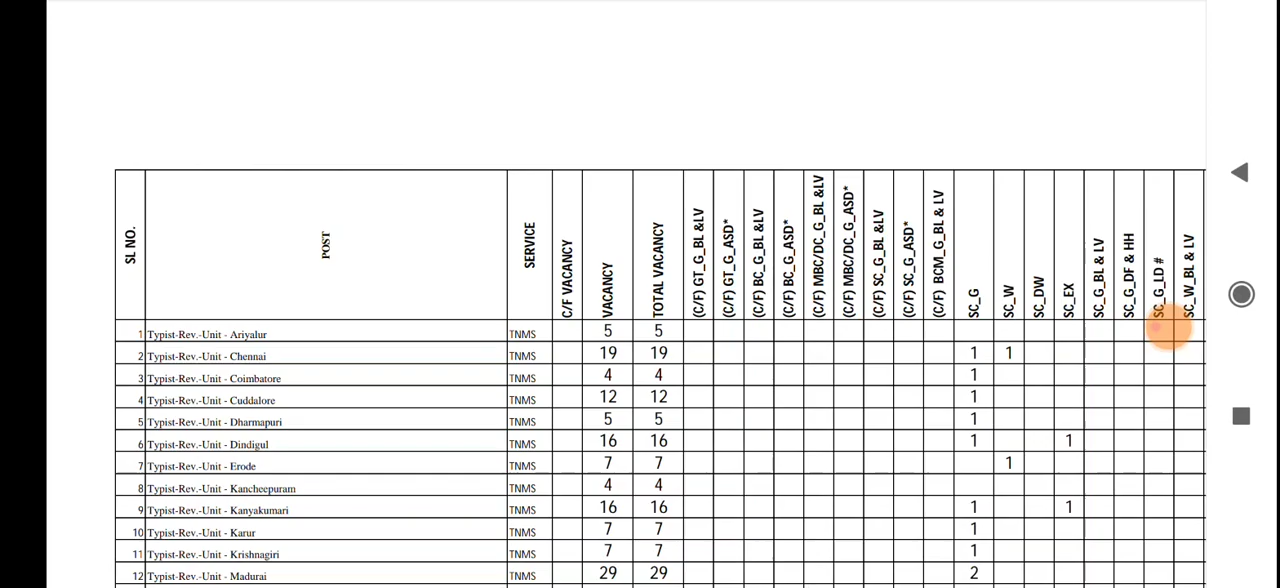 SL NO. POST SERVICE C/F VACANCY VACANCY TOTAL VACANCY (C/F) GT_G_BL &LV (C/F) GT_G_ASD* (C/F) BC_G_BL &LV (C/F) BC_G_ASD* (C/F) MBC/DC_G_BL &LV (C/F) MBC/DC_G_ASD* (C/F) SC_G_BL &LV (C/F) SC_G_ASD* (C/F) BCM_G_BL & LV SC_G SC_W SC_DW SC_EX SC_G_BL & LV SC_G_DF & HH SC_G_LD # SC_W_BL & LV
1 Typist-Rev.-Unit - Ariyalur TNMS 5 5
2 Typist-Rev.-Unit - Chennai TNMS 19 19 1 1
3 Typist-Rev.-Unit - Coimbatore TNMS 4 4 1
4 Typist-Rev.-Unit - Cuddalore TNMS 12 12 1
5 Typist-Rev.-Unit - Dharmapuri TNMS 5 5 1
6 Typist-Rev.-Unit - Dindigul TNMS 16 16 1 1
7 Typist-Rev.-Unit - Erode TNMS 7 7 1
8 Typist-Rev.-Unit - Kancheepuram TNMS 4 4
9 Typist-Rev.-Unit - Kanyakumari TNMS 16 16 1 1
10 Typist-Rev.-Unit - Karur TNMS 7 7 1
11 Typist-Rev.-Unit - Krishnagiri TNMS 7 7 1
12 Typist-Rev.-Unit - Madurai TNMS 29 29 2